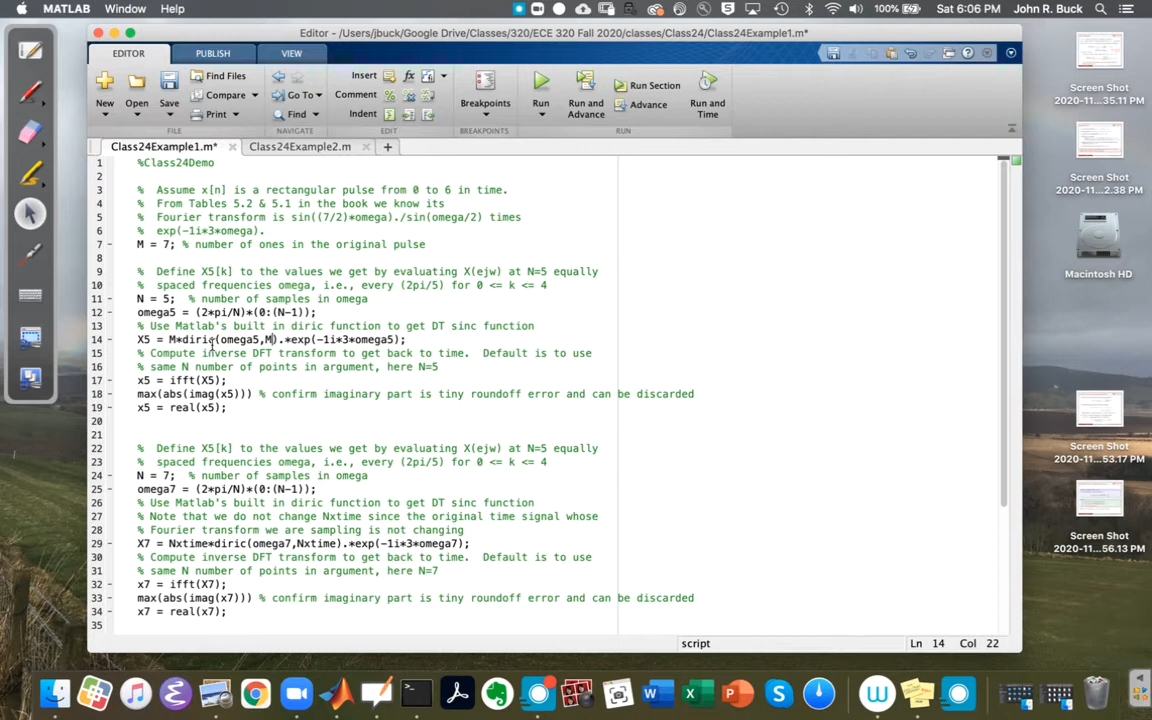 MATLAB Window Help
100% Sat 6:06 PM John R. Buck
Editor - /Users/jbuck/Google Drive/Classes/320/ECE 320 Fall 2020/classes/Class24/Class24Example1.m*
EDITOR PUBLISH VIEW
New Open Save Find Files Compare Print
Go To Find
Insert Comment Indent
Breakpoints
Run Run and Advance Run Section Advance Run and Time
FILE NAVIGATE EDIT BREAKPOINTS RUN
Class24Example1.m* Class24Example2.m
1 %Class24Demo
2
3 % Assume x[n] is a rectangular pulse from 0 to 6 in time.
4 % From Tables 5.2 & 5.1 in the book we know its
5 % Fourier transform is sin((7/2)*omega)./sin(omega/2) times
6 % exp(-1i*3*omega).
7 M = 7; % number of ones in the original pulse
8
9 % Define X5[k] to the values we get by evaluating X(ejw) at N=5 equally
10 % spaced frequencies omega, i.e., every (2pi/5) for 0 <= k <= 4
11 N = 5; % number of samples in omega
12 omega5 = (2*pi/N)*(0:(N-1));
13 % Use Matlab's built in diric function to get DT sinc function
14 X5 = M*diric(omega5,M).*exp(-1i*3*omega5);
15 % Compute inverse DFT transform to get back to time. Default is to use
16 % same N number of points in argument, here N=5
17 x5 = ifft(X5);
18 max(abs(imag(x5))) % confirm imaginary part is tiny roundoff error and can be discarded
19 x5 = real(x5);
20
21
22 % Define X5[k] to the values we get by evaluating X(ejw) at N=5 equally
23 % spaced frequencies omega, i.e., every (2pi/5) for 0 <= k <= 4
24 N = 7; % number of samples in omega
25 omega7 = (2*pi/N)*(0:(N-1));
26 % Use Matlab's built in diric function to get DT sinc function
27 % Note that we do not change Nxtime since the original time signal whose
28 % Fourier transform we are sampling is not changing
29 X7 = Nxtime*diric(omega7,Nxtime).*exp(-1i*3*omega7);
30 % Compute inverse DFT transform to get back to time. Default is to use
31 % same N number of points in argument, here N=7
32 x7 = ifft(X7);
33 max(abs(imag(x7))) % confirm imaginary part is tiny roundoff error and can be discarded
34 x7 = real(x7);
35
script Ln 14 Col 22
Screen Shot
2020-11...35.11 PM
Screen Shot
2020-11...2.38 PM
Macintosh HD
Screen Shot
2020-11...53.17 PM
Screen Shot
2020-11...56.13 PM